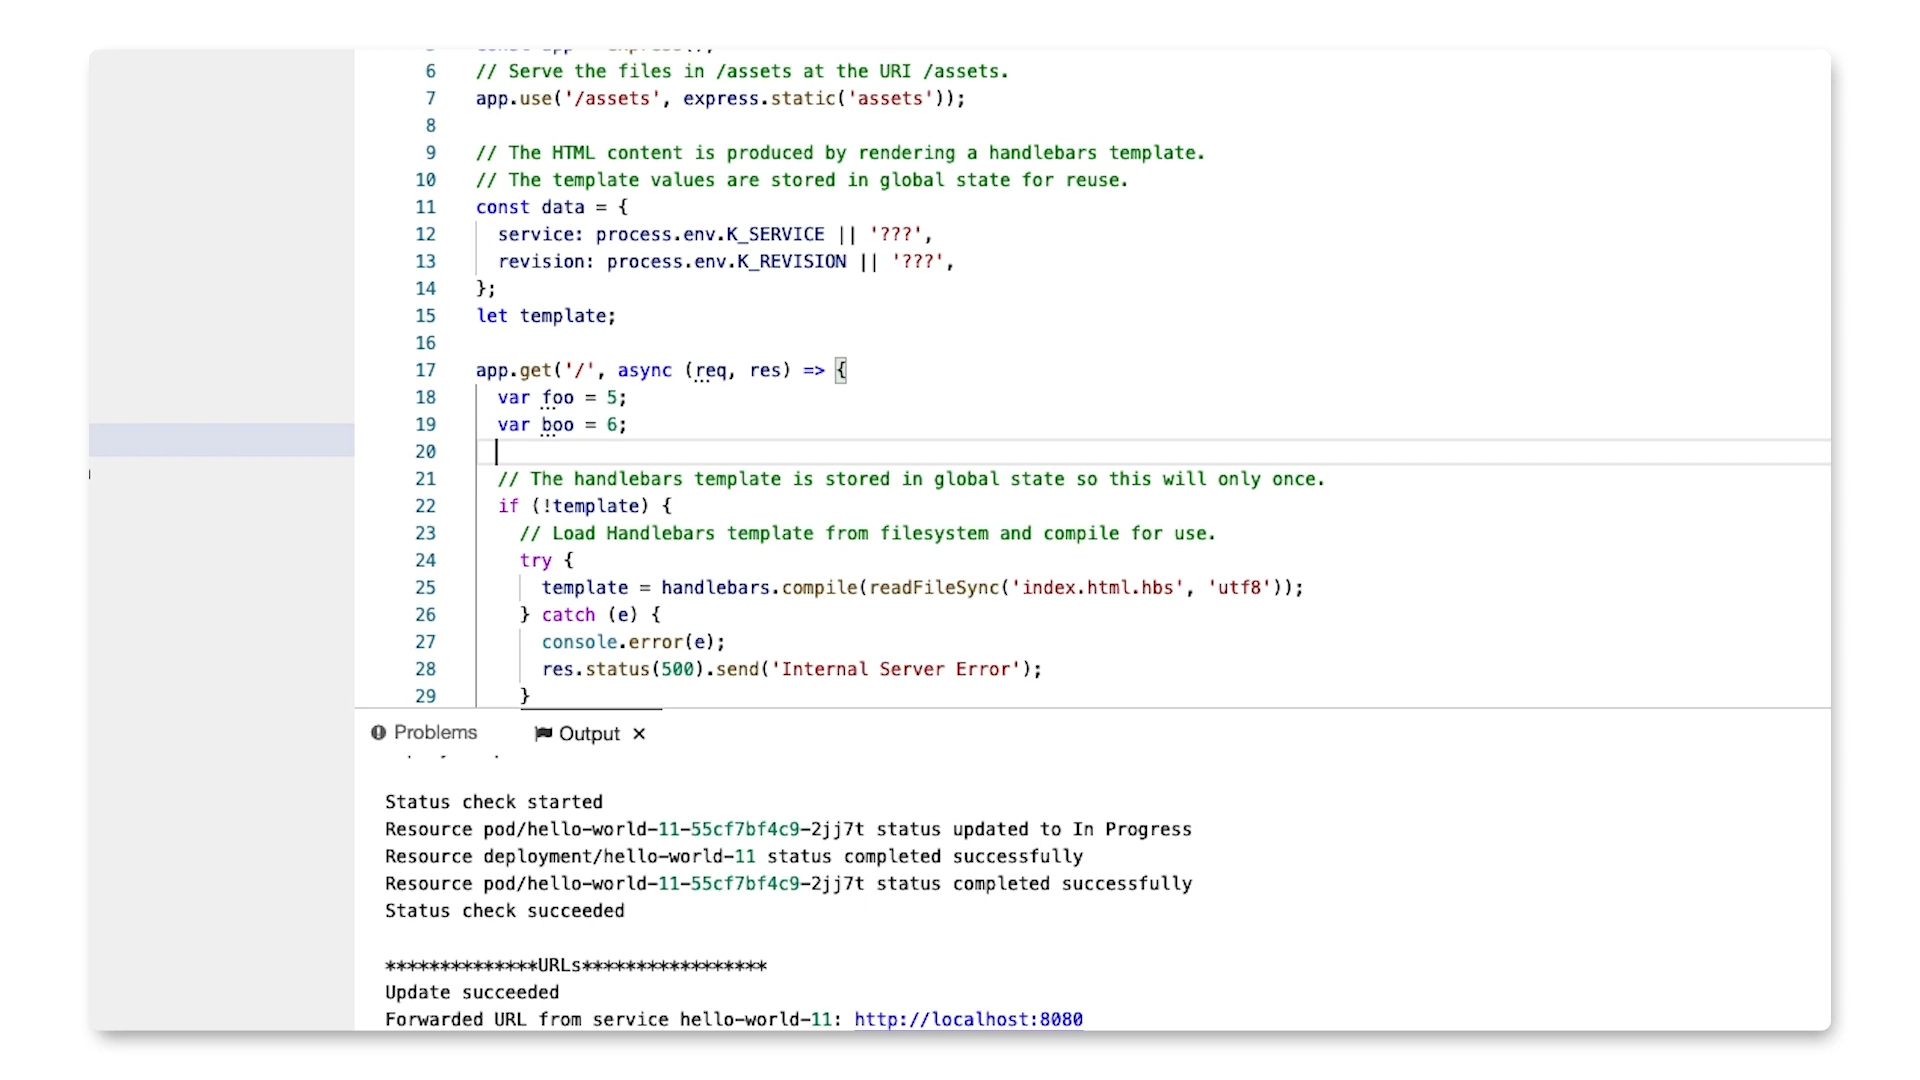 6 // Serve the files in /assets at the URI /assets.
7 app.use('/assets', express.static('assets'));
8
9 // The HTML content is produced by rendering a handlebars template.
10 // The template values are stored in global state for reuse.
11 const data = {
12 service: process.env.K_SERVICE || '???',
13 revision: process.env.K_REVISION || '???',
14 };
15 let template;
16
17 app.get('/', async (req, res) => {
18 var foo = 5;
19 var boo = 6;
20
21 // The handlebars template is stored in global state so this will only once.
22 if (!template) {
23 // Load Handlebars template from filesystem and compile for use.
24 try {
25 template = handlebars.compile(readFileSync('index.html.hbs', 'utf8'));
26 } catch (e) {
27 console.error(e);
28 res.status(500).send('Internal Server Error');
29 }
Problems Output ×
Status check started
Resource pod/hello-world-11-55cf7bf4c9-2jj7t status updated to In Progress
Resource deployment/hello-world-11 status completed successfully
Resource pod/hello-world-11-55cf7bf4c9-2jj7t status completed successfully
Status check succeeded
**************URLs*****************
Update succeeded
Forwarded URL from service hello-world-11: http://localhost:8080